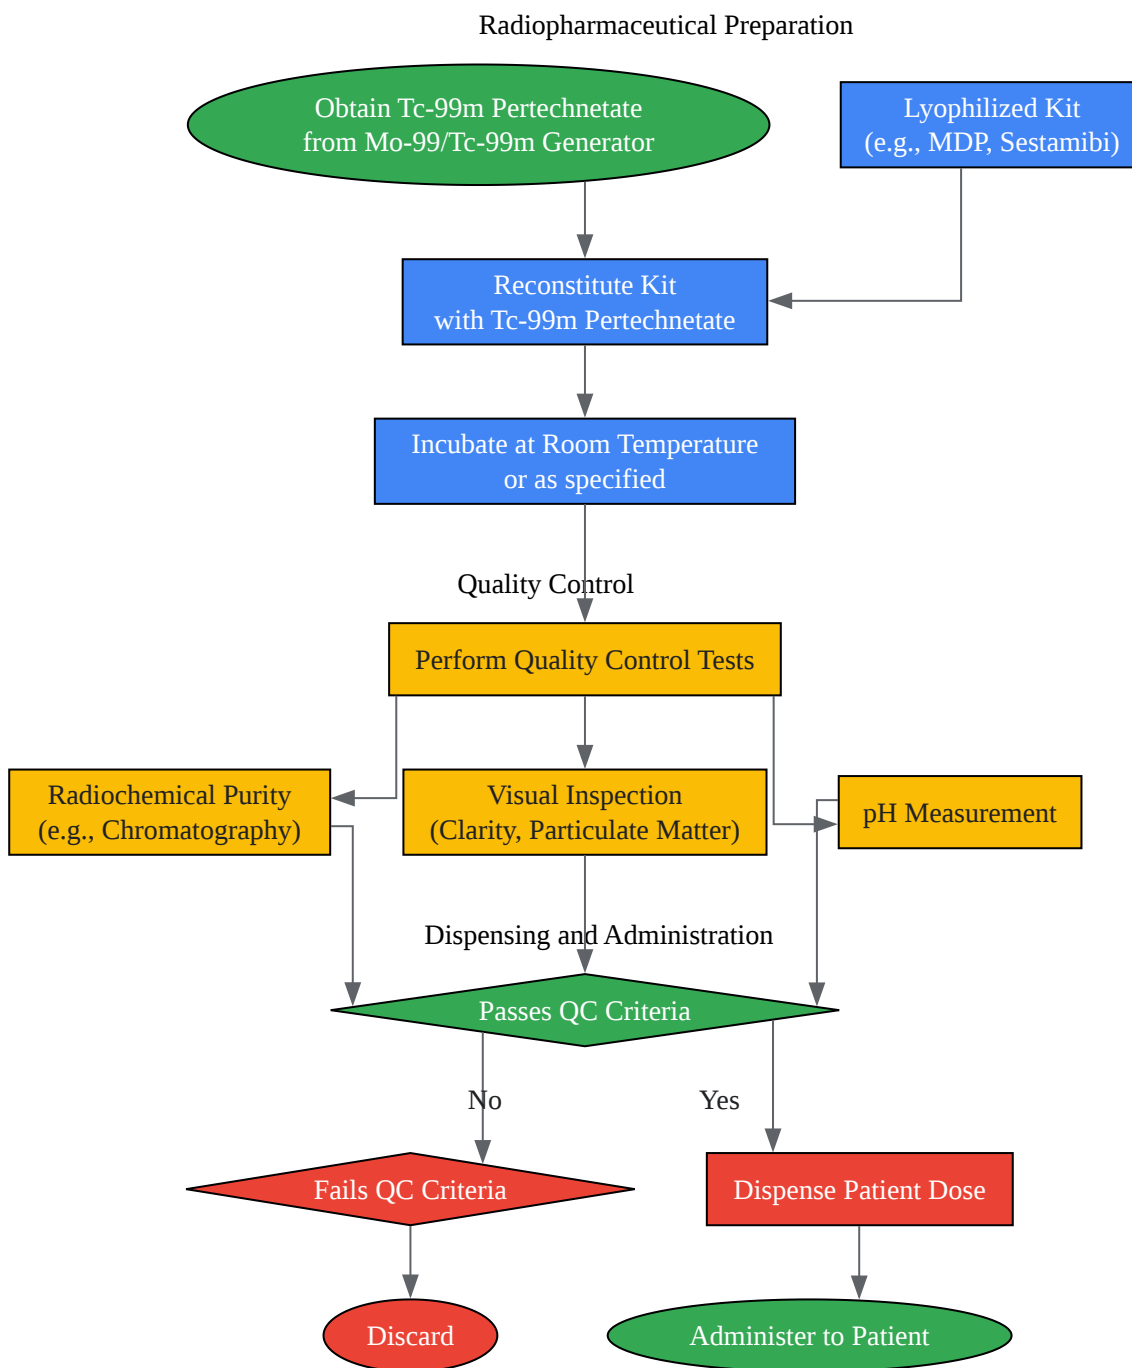 Radiopharmaceutical Preparation
Obtain Tc-99m Pertechnetate
from Mo-99/Tc-99m Generator
Lyophilized Kit
(e.g., MDP, Sestamibi)
Reconstitute Kit
with Tc-99m Pertechnetate
Incubate at Room Temperature
or as specified
Quality Control
Perform Quality Control Tests
Radiochemical Purity
(e.g., Chromatography)
Visual Inspection
(Clarity, Particulate Matter)
pH Measurement
Dispensing and Administration
Passes QC Criteria
No
Yes
Fails QC Criteria
Dispense Patient Dose
Discard
Administer to Patient